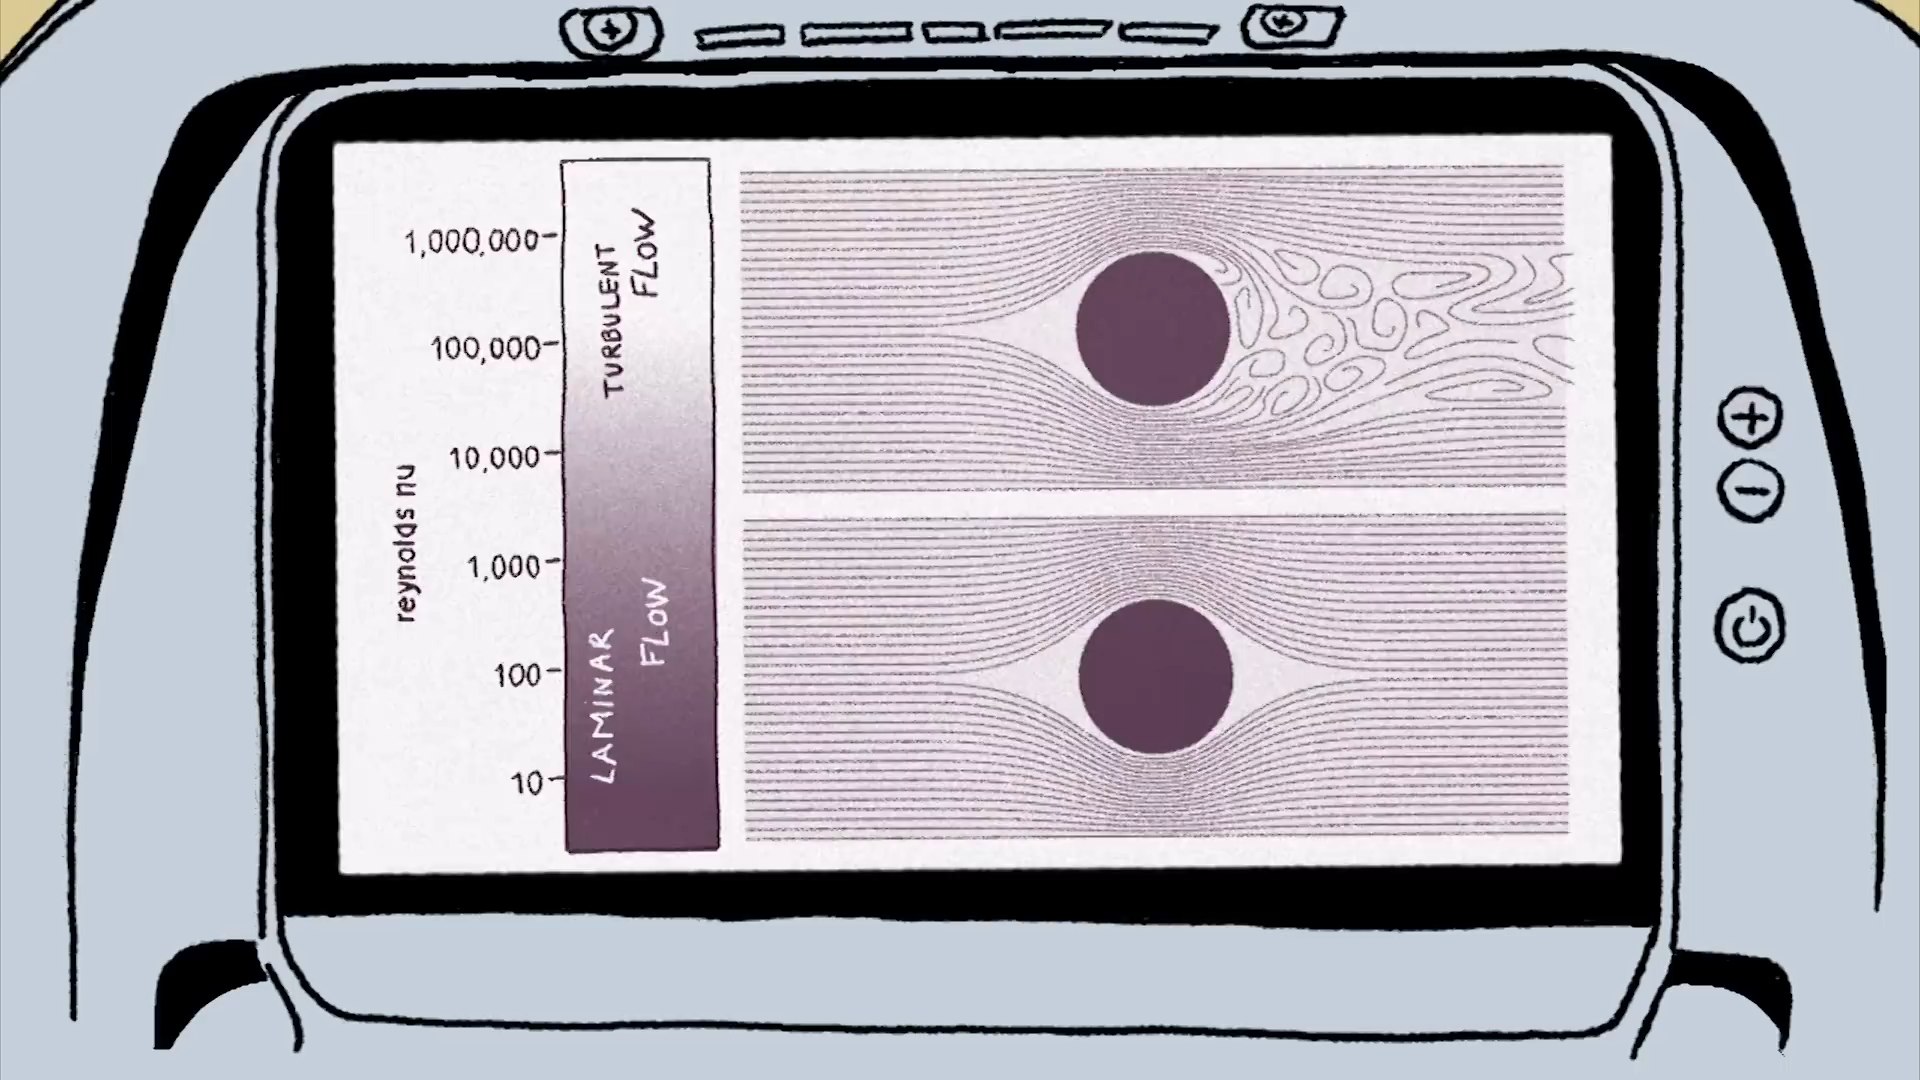 1,000,000
100,000
10,000
1,000
100
10
reynolds nu
TURBULENT
FLOW
LAMINAR
FLOW